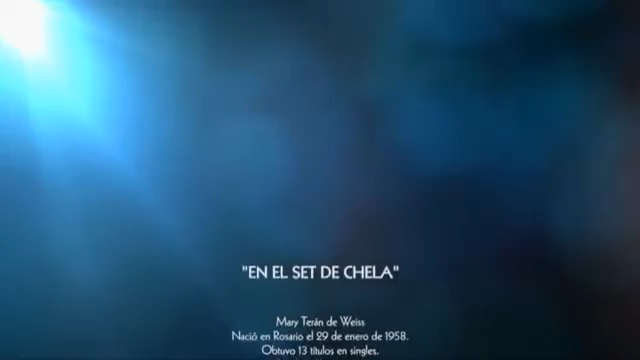 "EN EL SET DE CHELA"
Mary Terán de Weiss
Nació en Rosario el 29 de enero de 1958.
Obtuvo 13 títulos en singles.